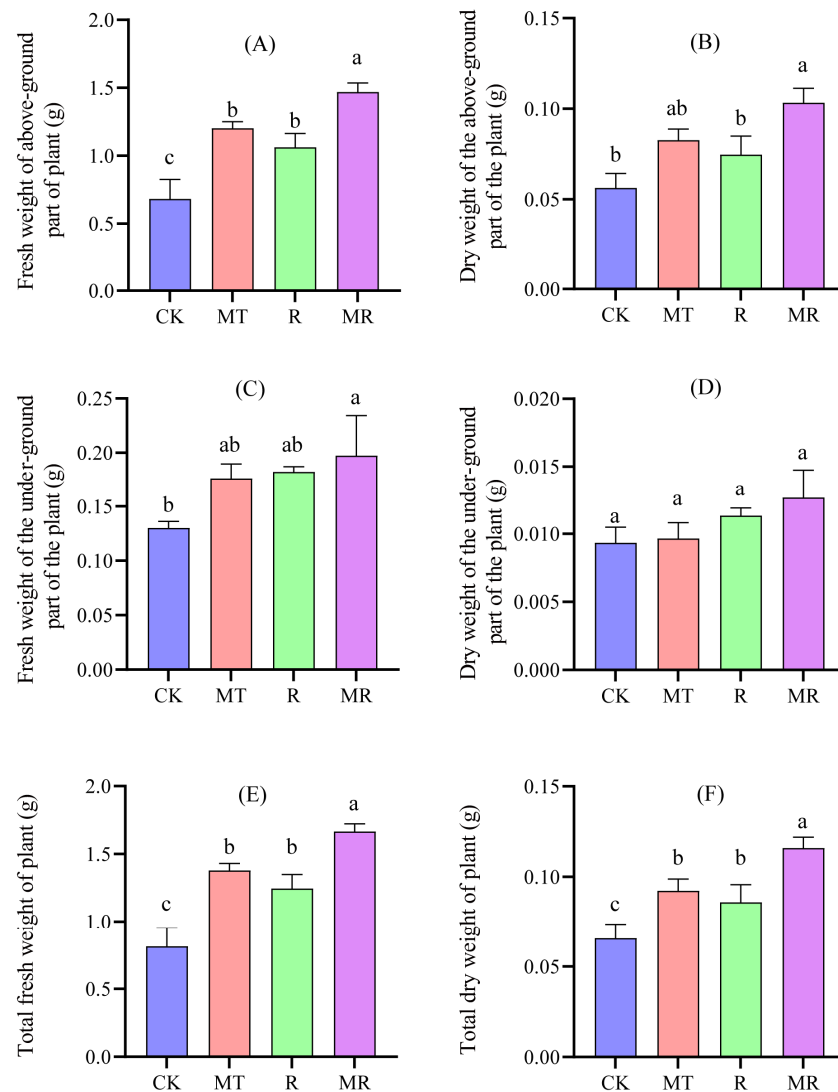 Fresh weight of above-ground
part of plant (g)
(A)
2.0
1.5
1.0
0.5
0.0
c
b
b
a
CK
MT
R
MR
Dry weight of the above-ground
part of the plant (g)
(B)
0.15
0.10
0.05
0.00
b
ab
b
a
CK
MT
R
MR
Fresh weight of the under-ground
part of the plant (g)
(C)
0.25
0.20
0.15
0.10
0.05
0.00
b
ab
ab
a
CK
MT
R
MR
Dry weight of the under-ground
part of the plant (g)
(D)
0.020
0.015
0.010
0.005
0.000
a
a
a
a
CK
MT
R
MR
Total fresh weight of plant (g)
(E)
2.0
1.5
1.0
0.5
0.0
c
b
b
a
CK
MT
R
MR
Total dry weight of plant (g)
(F)
0.15
0.10
0.05
0.00
c
b
b
a
CK
MT
R
MR